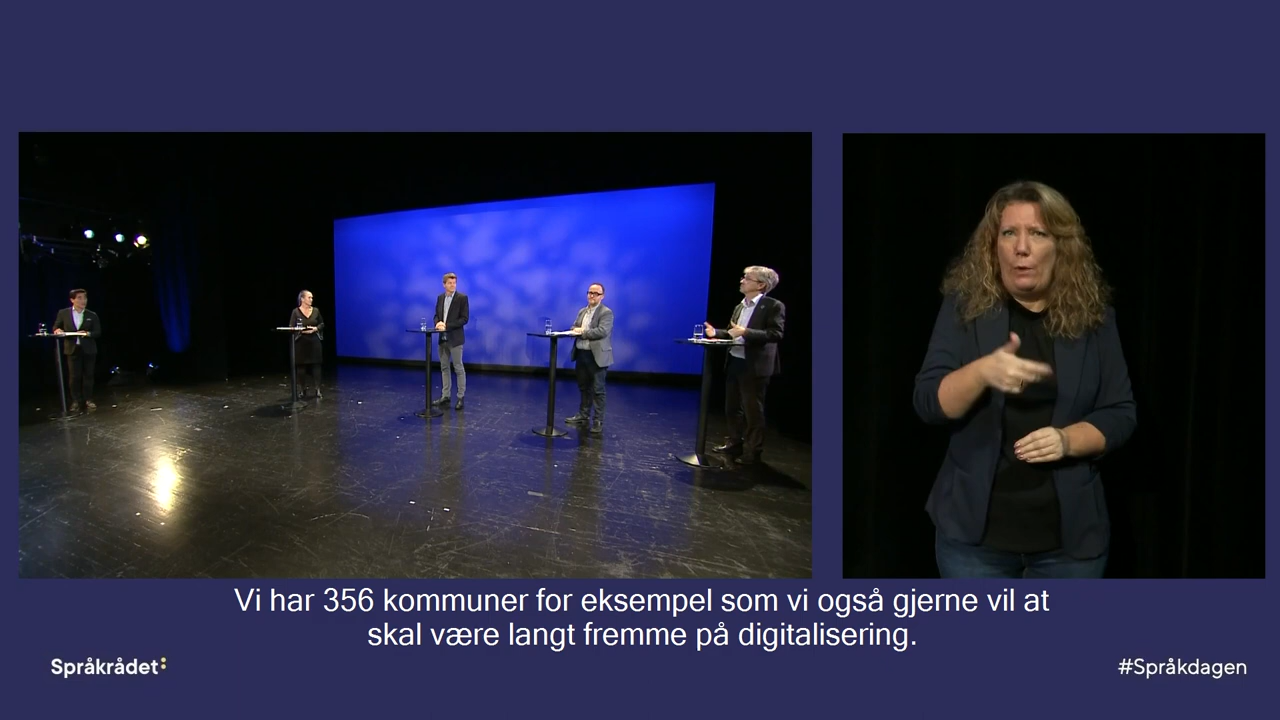 Vi har 356 kommuner for eksempel som vi også gjerne vil at
skal være langt fremme på digitalisering.
Språkrådet:
#Språkdagen